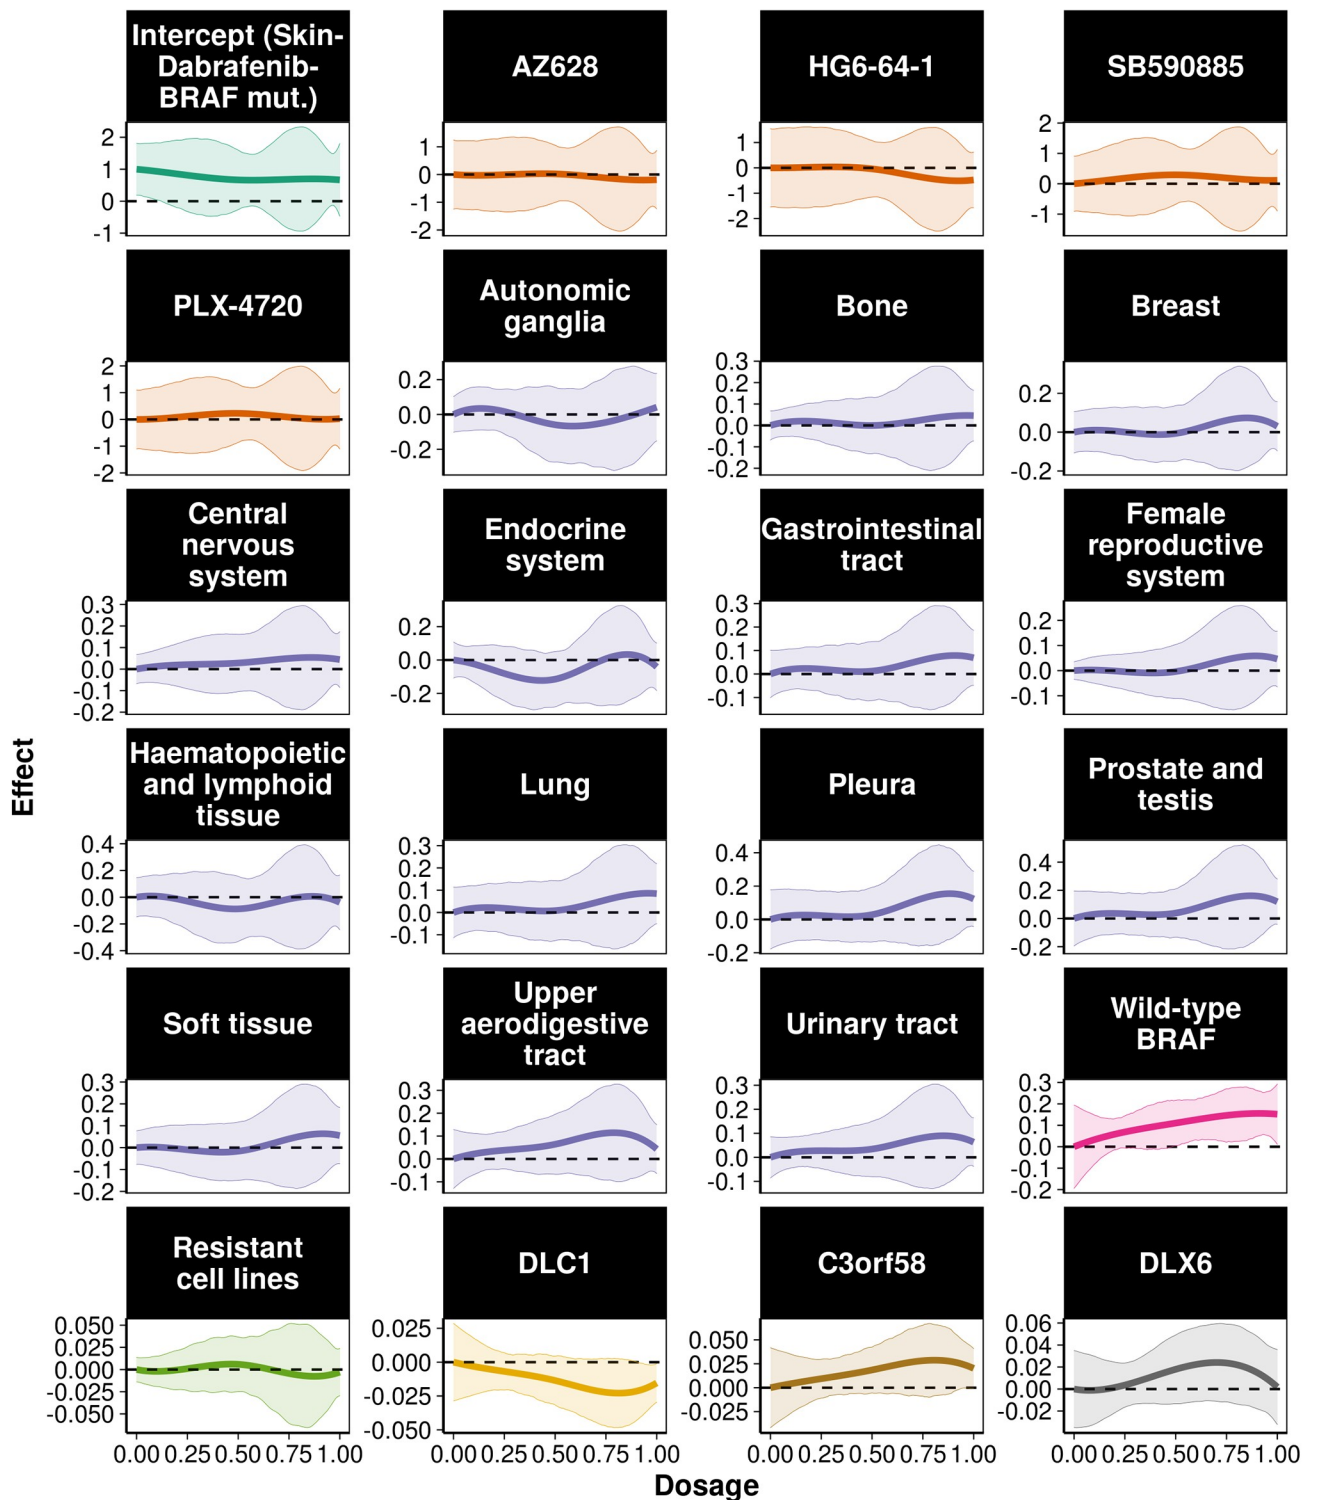 Intercept (Skin-
Dabrafenib-
BRAF mut.)
AZ628
HG6-64-1
SB590885
2
1
0
-1
1
0
-1
-2
1
0
-1
-2
2
1
0
-1
PLX-4720
Autonomic
ganglia
Bone
Breast
2
1
0
-1
-2
0.2
0.0
-0.2
0.3
0.2
0.1
0.0
-0.1
-0.2
0.2
0.0
-0.2
Central
nervous
system
Endocrine
system
Gastrointestinal
tract
Female
reproductive
system
0.3
0.2
0.1
0.0
-0.1
-0.2
0.2
0.0
-0.2
0.3
0.2
0.1
0.0
-0.1
0.2
0.1
0.0
-0.1
Effect
Haematopoietic
and lymphoid
tissue
Lung
Pleura
Prostate and
testis
0.4
0.2
0.0
-0.2
-0.4
0.3
0.2
0.1
0.0
-0.1
0.4
0.2
0.0
-0.2
0.4
0.2
0.0
-0.2
Soft tissue
Upper
aerodigestive
tract
Urinary tract
Wild-type
BRAF
0.3
0.2
0.1
0.0
-0.1
-0.2
0.3
0.2
0.1
0.0
-0.1
0.3
0.2
0.1
0.0
-0.1
0.3
0.2
0.1
0.0
-0.1
-0.2
Resistant
cell lines
DLC1
C3orf58
DLX6
0.050
0.025
0.000
-0.025
-0.050
0.025
0.000
-0.025
-0.050
0.050
0.025
0.000
-0.025
0.06
0.04
0.02
0.00
-0.02
0.00 0.25 0.50 0.75 1.00
0.00 0.25 0.50 0.75 1.00
0.00 0.25 0.50 0.75 1.00
0.00 0.25 0.50 0.75 1.00
Dosage